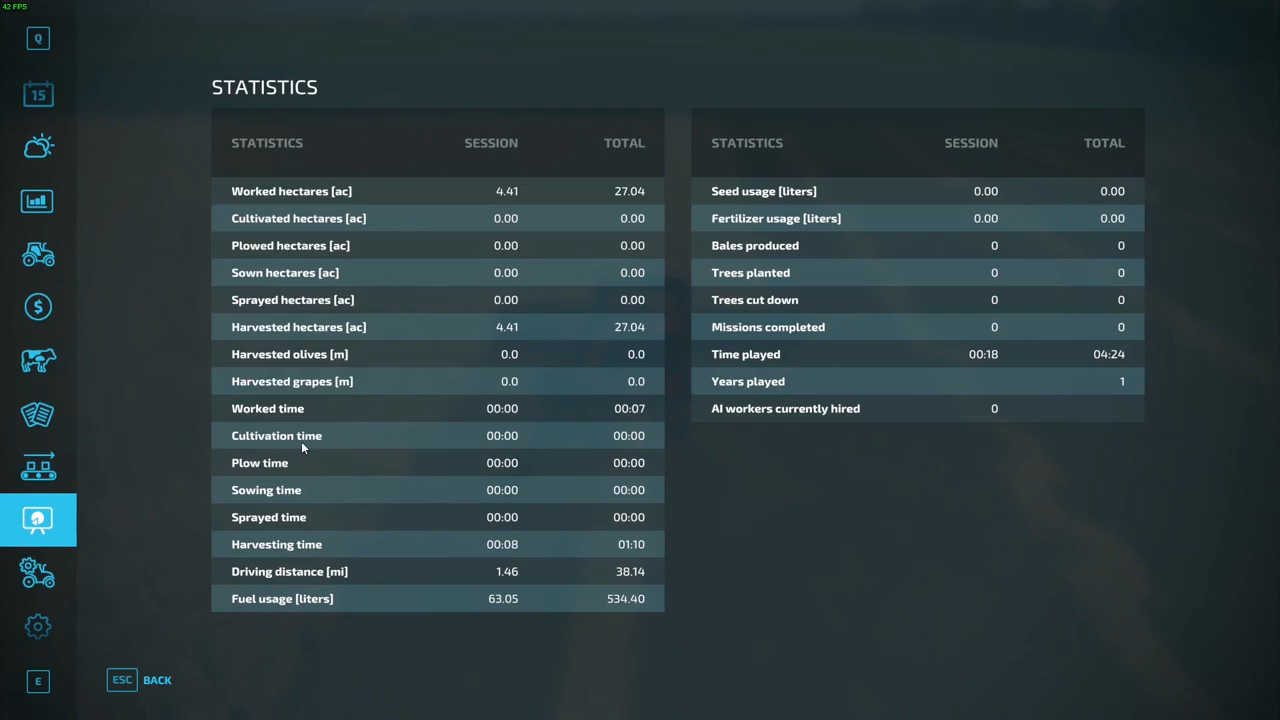 42 FPS
Q
15
STATISTICS
STATISTICS SESSION TOTAL
Worked hectares [ac] 4.41 27.04
Cultivated hectares [ac] 0.00 0.00
Plowed hectares [ac] 0.00 0.00
Sown hectares [ac] 0.00 0.00
Sprayed hectares [ac] 0.00 0.00
Harvested hectares [ac] 4.41 27.04
Harvested olives [m] 0.0 0.0
Harvested grapes [m] 0.0 0.0
Worked time 00:00 00:07
Cultivation time 00:00 00:00
Plow time 00:00 00:00
Sowing time 00:00 00:00
Sprayed time 00:00 00:00
Harvesting time 00:08 01:10
Driving distance [mi] 1.46 38.14
Fuel usage [liters] 63.05 534.40
STATISTICS SESSION TOTAL
Seed usage [liters] 0.00 0.00
Fertilizer usage [liters] 0.00 0.00
Bales produced 0 0
Trees planted 0 0
Trees cut down 0 0
Missions completed 0 0
Time played 00:18 04:24
Years played 1
AI workers currently hired 0
$
E
ESC BACK